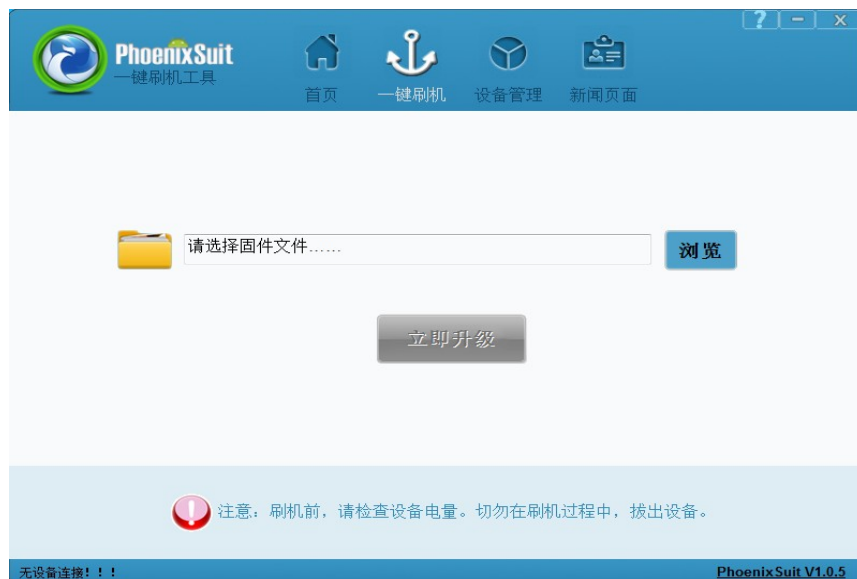 PhoenixSuit
一键刷机工具
首页
一键刷机
设备管理
新闻页面
请选择固件文件……
浏览
立即升级
注意：刷机前，请检查设备电量。切勿在刷机过程中，拔出设备。
无设备连接！！！
PhoenixSuit V1.0.5